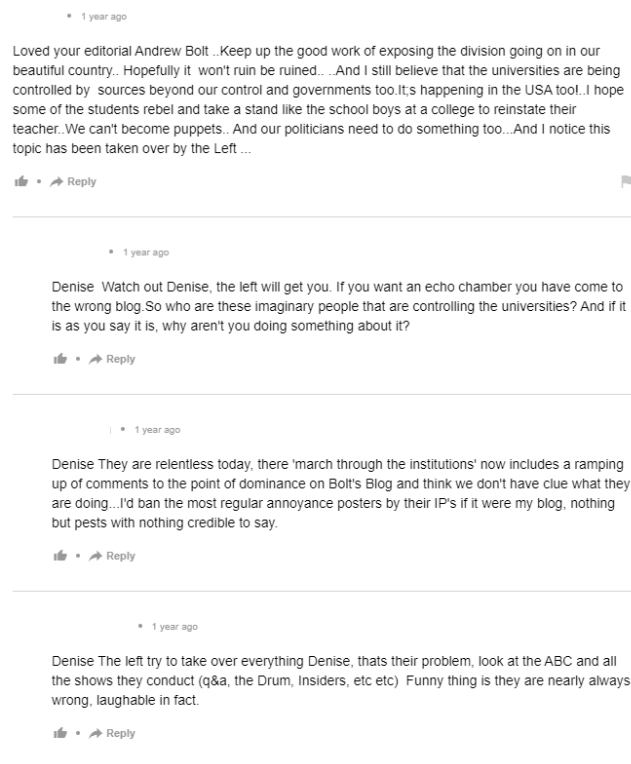 • 1 year ago
Loved your editorial Andrew Bolt ..Keep up the good work of exposing the division going on in our
beautiful country.. Hopefully it won't ruin be ruined.. ..And I still believe that the universities are being
controlled by sources beyond our control and governments too.It;s happening in the USA too!..I hope
some of the students rebel and take a stand like the school boys at a college to reinstate their
teacher..We can't become puppets.. And our politicians need to do something too...And I notice this
topic has been taken over by the Left ...
• Reply
• 1 year ago
Denise Watch out Denise, the left will get you. If you want an echo chamber you have come to
the wrong blog.So who are these imaginary people that are controlling the universities? And if it
is as you say it is, why aren't you doing something about it?
• Reply
• 1 year ago
Denise They are relentless today, there 'march through the institutions' now includes a ramping
up of comments to the point of dominance on Bolt's Blog and think we don't have clue what they
are doing...I'd ban the most regular annoyance posters by their IP's if it were my blog, nothing
but pests with nothing credible to say.
• Reply
• 1 year ago
Denise The left try to take over everything Denise, thats their problem, look at the ABC and all
the shows they conduct (q&a, the Drum, Insiders, etc etc) Funny thing is they are nearly always
wrong, laughable in fact.
• Reply